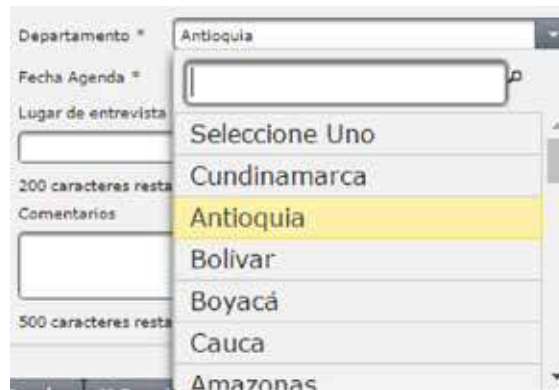 Departamento * Antioquia
Fecha Agenda *
Lugar de entrevista
Seleccione Uno
Cundinamarca
200 caracteres resta
Comentarios
Antioquia
Bolívar
Boyacá
500 caracteres resta
Cauca
Amazonas